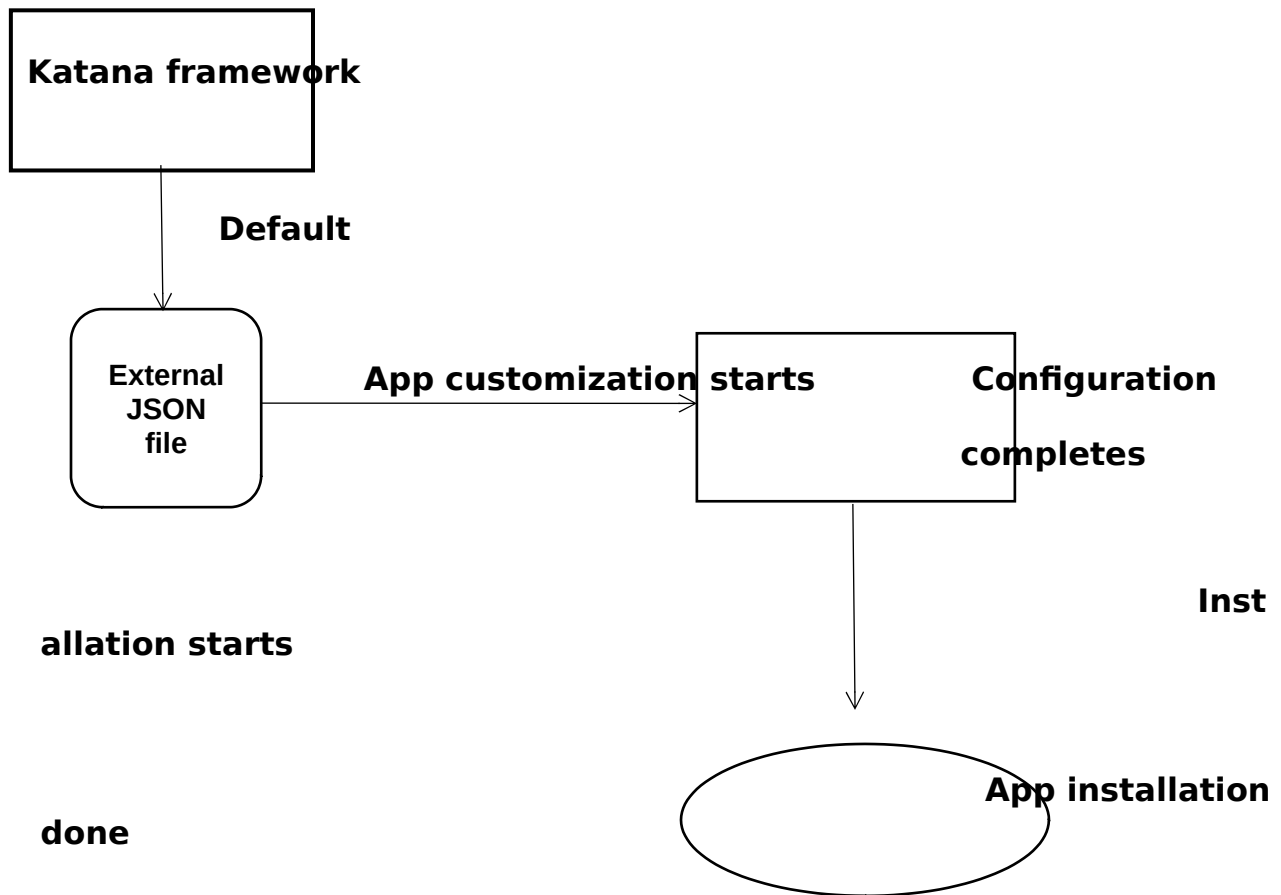 Katana framework
Default
External
JSON
file
App customization starts
Configuration
completes
Inst
allation starts
App installation
done